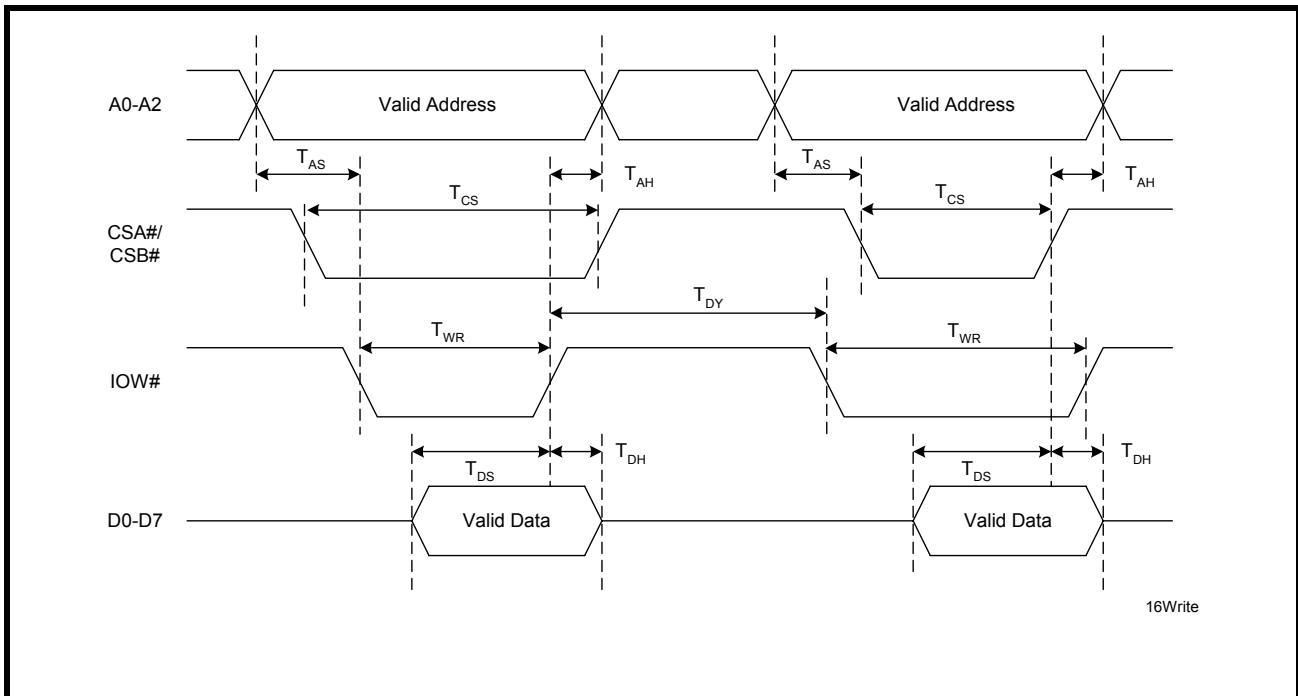 A0-A2
Valid Address
Valid Address
TAS
TAH
TAS
TAH
TCS
TCS
CSA#/
CSB#
TDY
TWR
TWR
IOW#
TDS
TDH
TDS
TDH
D0-D7
Valid Data
Valid Data
16Write